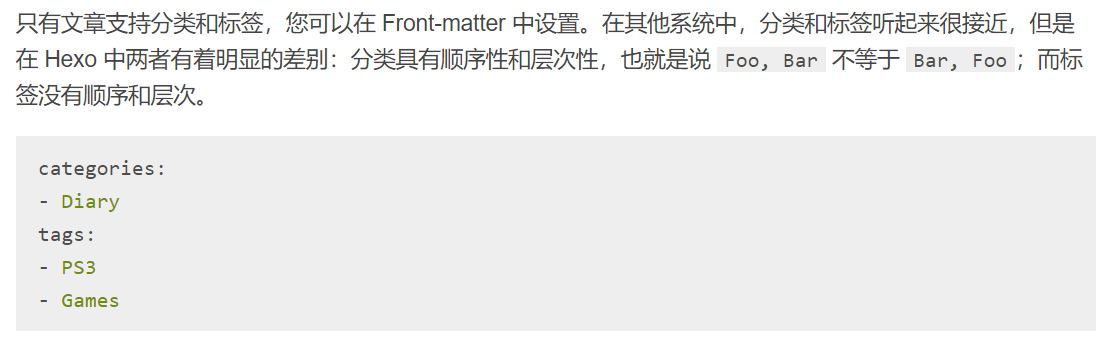 只有文章支持分类和标签，您可以在 Front-matter 中设置。在其他系统中，分类和标签听起来很接近，但是
在 Hexo 中两者有着明显的差别：分类具有顺序性和层次性，也就是说 Foo, Bar 不等于 Bar, Foo；而标
签没有顺序和层次。
categories:
- Diary
tags:
- PS3
- Games